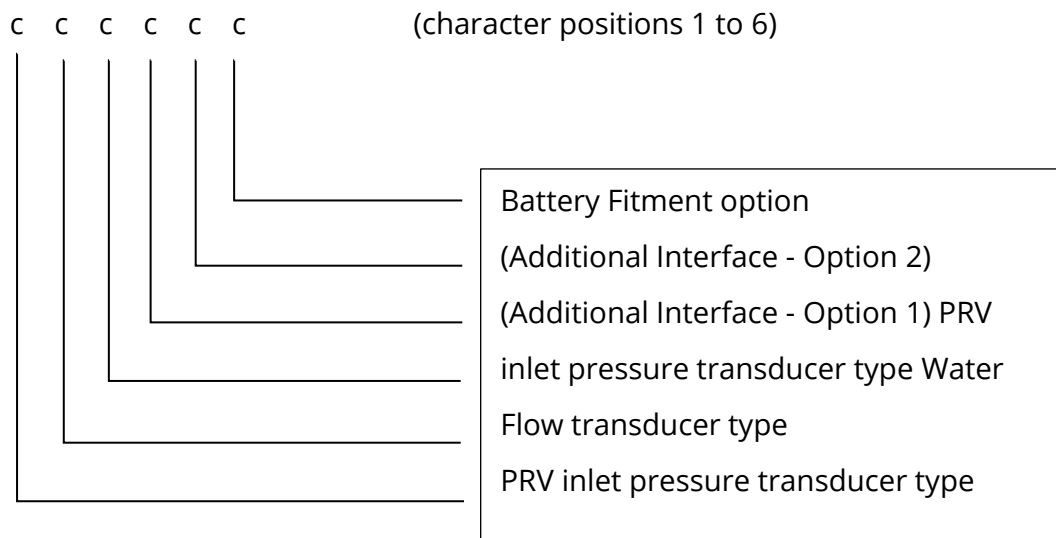 c c c c c c (character positions 1 to 6)
Battery Fitment option
(Additional Interface - Option 2)
(Additional Interface - Option 1) PRV
inlet pressure transducer type Water
Flow transducer type
PRV inlet pressure transducer type